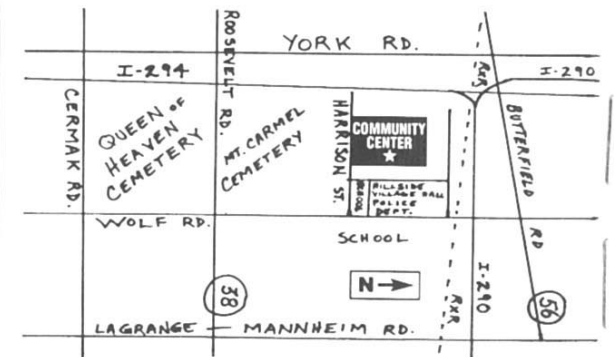 YORK RD.
I-294
I-290
RXR
ROOSEVELT RD.
CERMAK RD.
QUEEN OF
HEAVEN
CEMETERY
MT. CARMEL
CEMETERY
HARRISON ST.
COMMUNITY
CENTER
BUTTERFIELD RD
SCHOOL
HILLSIDE
VILLAGE HALL
POLICE
DEPT.
WOLF RD.
SCHOOL
N
38
RXR
I-290
56
LAGRANGE — MANNHEIM RD.